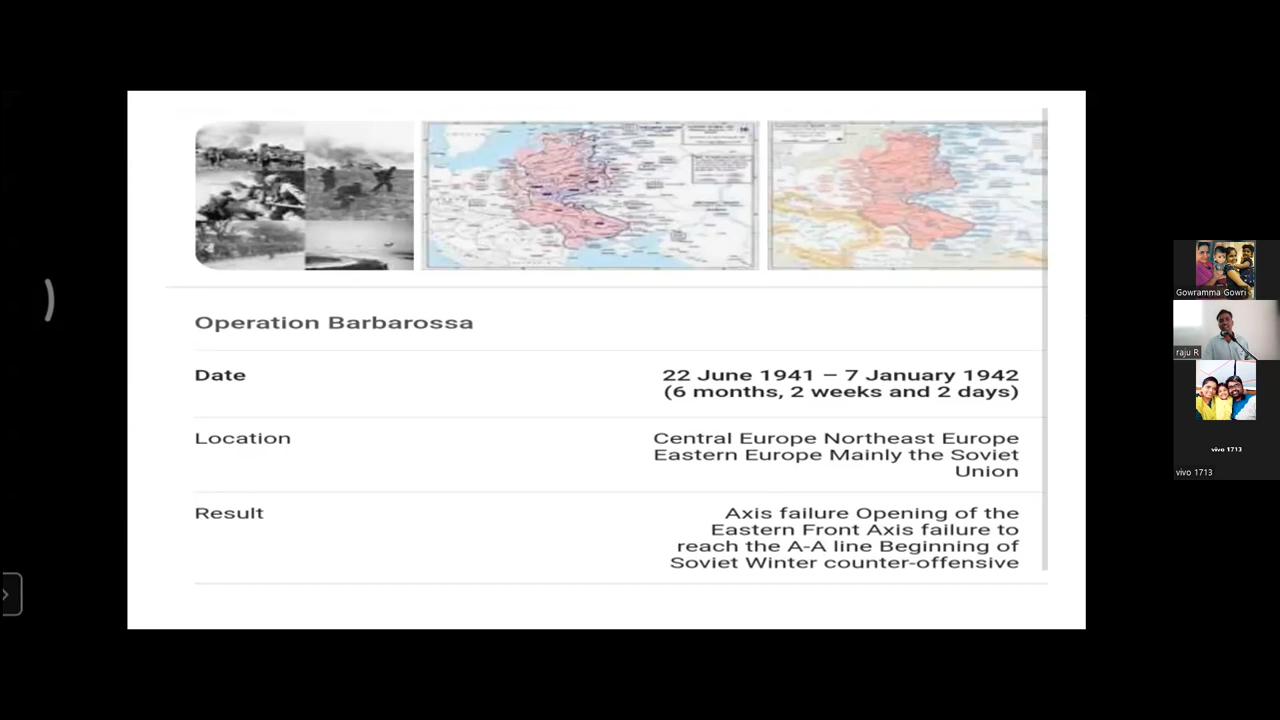 Operation Barbarossa
Date
22 June 1941 – 7 January 1942
(6 months, 2 weeks and 2 days)
Location
Central Europe Northeast Europe
Eastern Europe Mainly the Soviet
Union
Result
Axis failure Opening of the
Eastern Front Axis failure to
reach the A-A line Beginning of
Soviet Winter counter-offensive
Gowramma Gowri
raju R
vivo 1713
vivo 1713